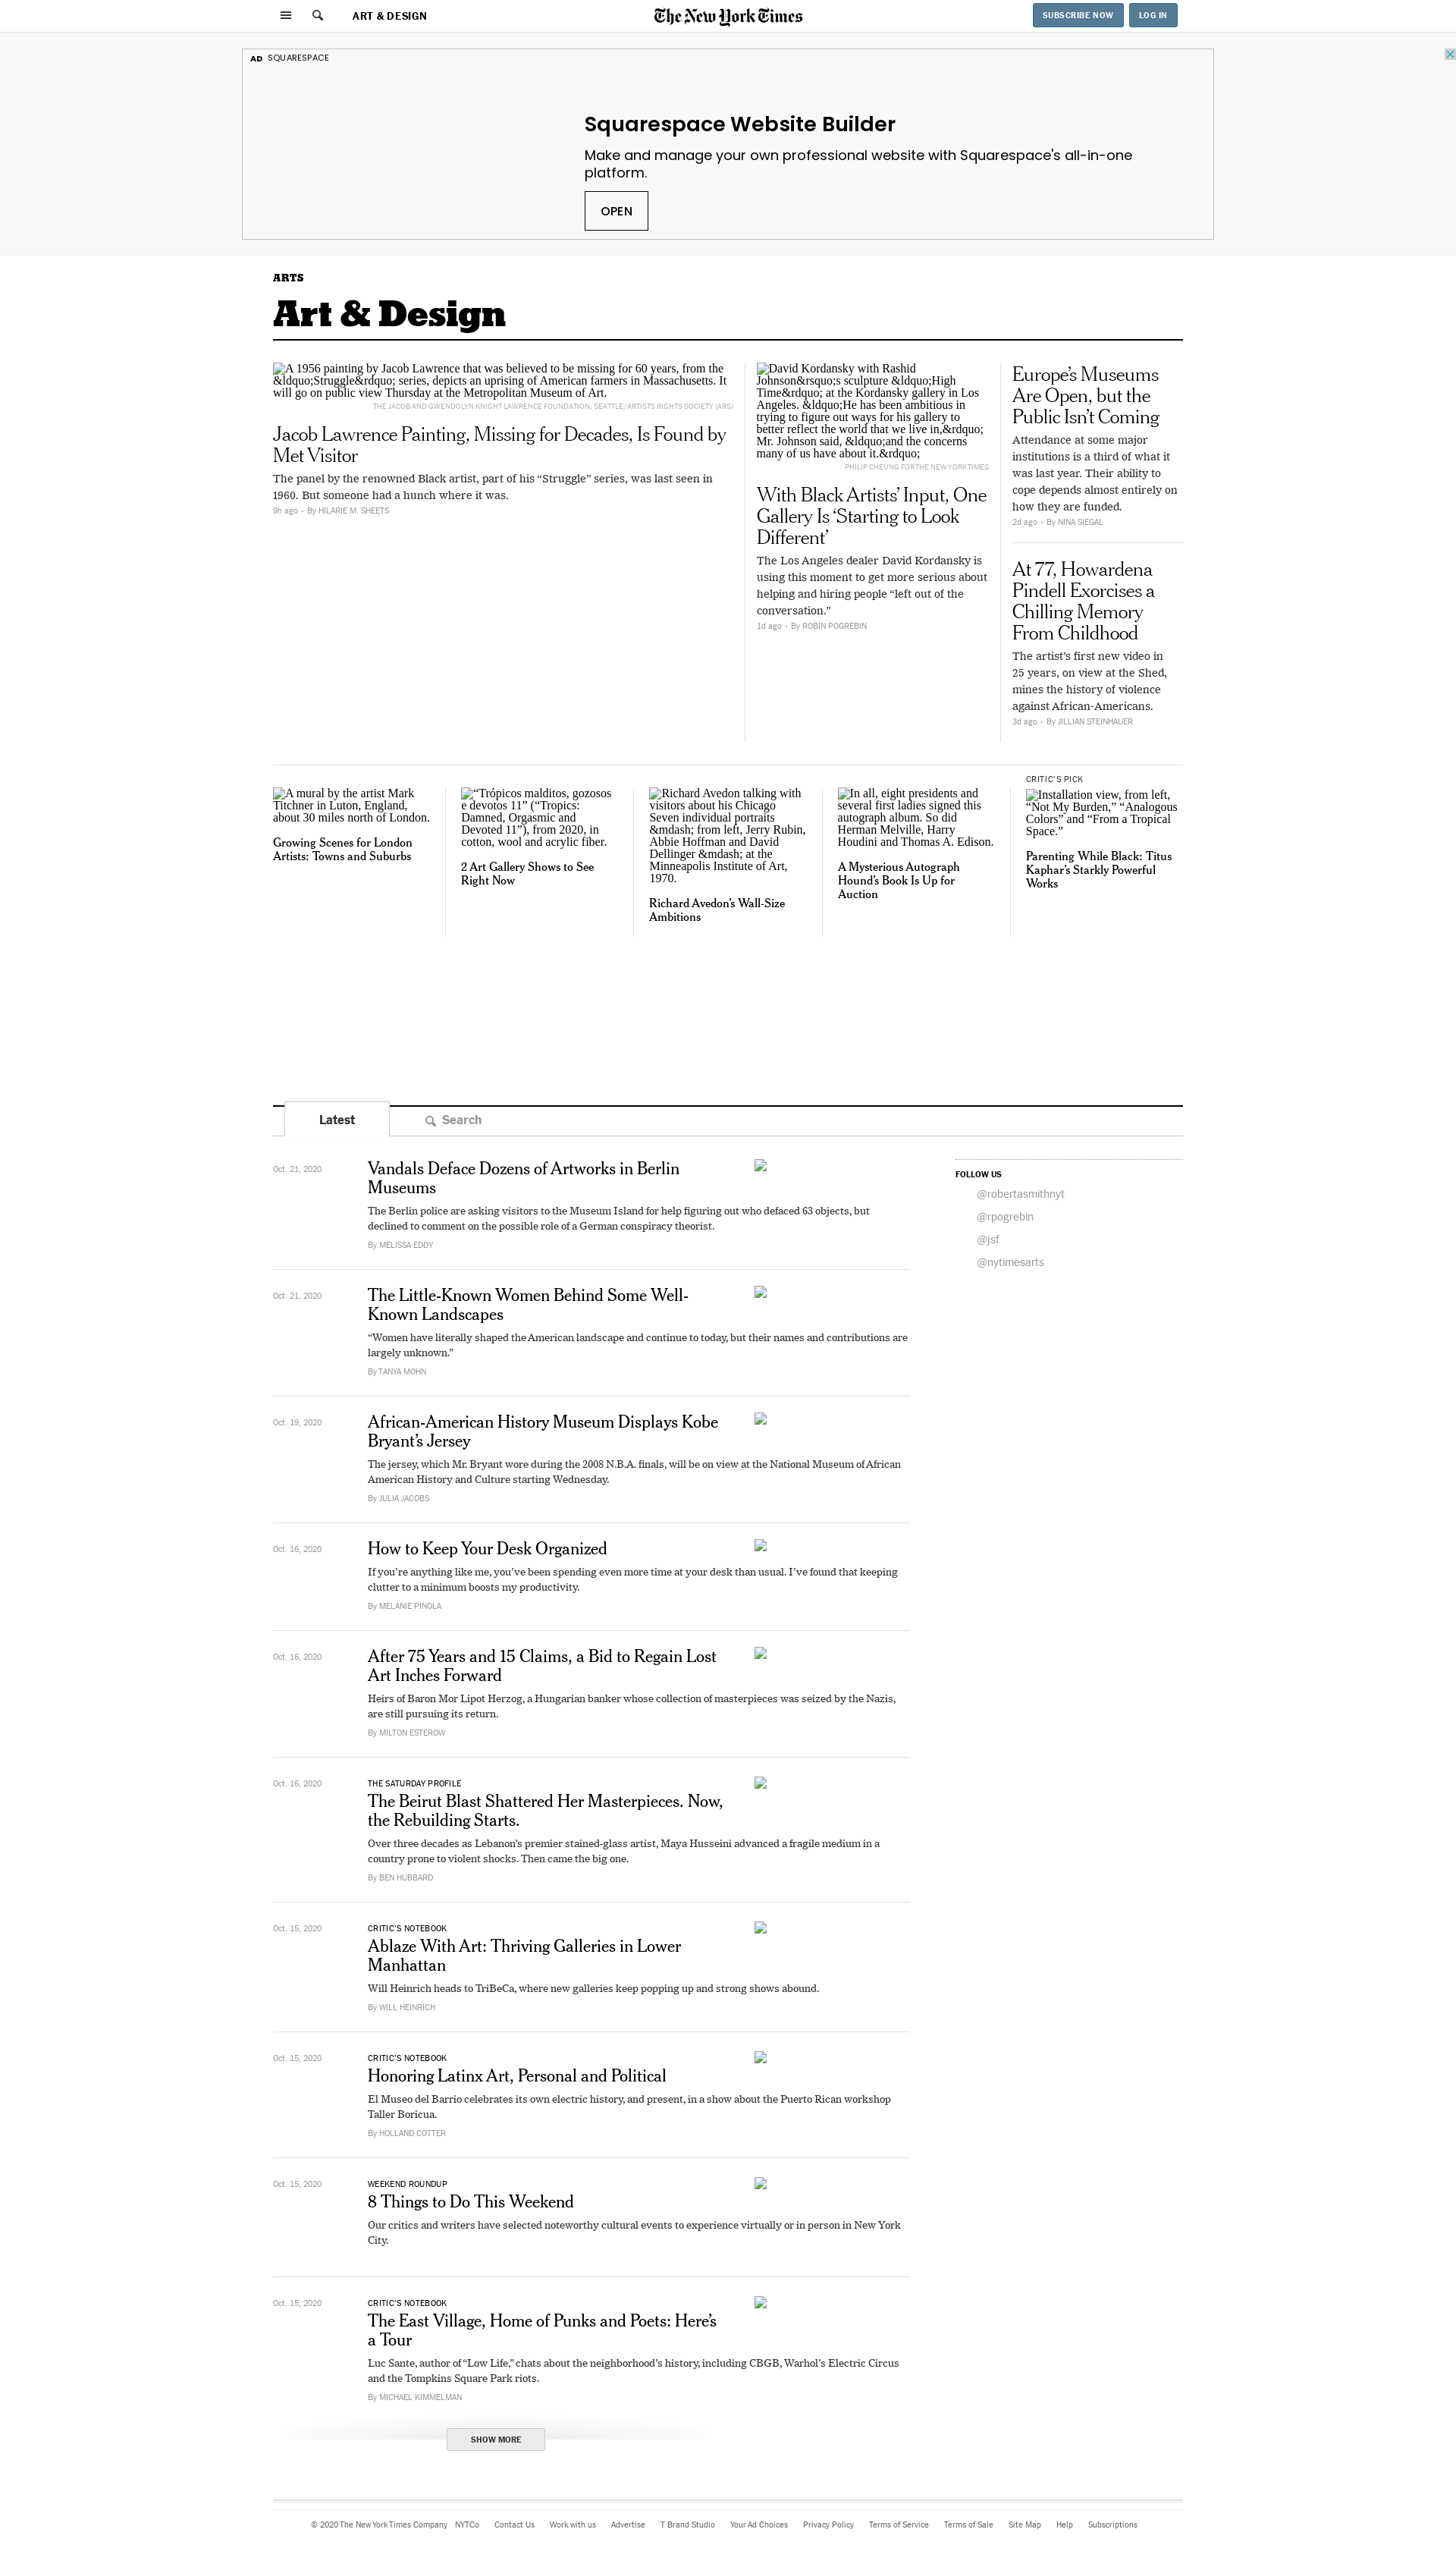 ART & DESIGN
The New York Times
SUBSCRIBE NOW
LOG IN
AD SQUARESPACE
Squarespace Website Builder
Make and manage your own professional website with Squarespace's all-in-one
platform.
OPEN
ARTS
Art & Design
A 1956 painting by Jacob Lawrence that was believed to be missing for 60 years, from the
&ldquo;Struggle&rdquo; series, depicts an uprising of American farmers in Massachusetts. It
will go on public view Thursday at the Metropolitan Museum of Art.
THE JACOB AND GWENDOLYN KNIGHT LAWRENCE FOUNDATION, SEATTLE/ARTISTS RIGHTS SOCIETY (ARS)
Jacob Lawrence Painting, Missing for Decades, Is Found by
Met Visitor
The panel by the renowned Black artist, part of his “Struggle” series, was last seen in
1960. But someone had a hunch where it was.
9h ago • By HILARIE M. SHEETS
David Kordansky with Rashid
Johnson&rsquo;s sculpture &ldquo;High
Time&rdquo; at the Kordansky gallery in Los
Angeles. &ldquo;He has been ambitious in
trying to figure out ways for his gallery to
better reflect the world that we live in,&rdquo;
Mr. Johnson said, &ldquo;and the concerns
many of us have about it.&rdquo;
PHILIP CHEUNG FOR THE NEW YORK TIMES
With Black Artists’ Input, One
Gallery Is ‘Starting to Look
Different’
The Los Angeles dealer David Kordansky is
using this moment to get more serious about
helping and hiring people “left out of the
conversation.”
1d ago • By ROBIN POGREBIN
Europe’s Museums
Are Open, but the
Public Isn’t Coming
Attendance at some major
institutions is a third of what it
was last year. Their ability to
cope depends almost entirely on
how they are funded.
2d ago • By NINA SIEGAL
At 77, Howardena
Pindell Exorcises a
Chilling Memory
From Childhood
The artist’s first new video in
25 years, on view at the Shed,
mines the history of violence
against African-Americans.
3d ago • By JILLIAN STEINHAUER
A mural by the artist Mark
Titchner in Luton, England,
about 30 miles north of London.
Growing Scenes for London
Artists: Towns and Suburbs
“Trópicos malditos, gozosos
e devotos 11” (“Tropics:
Damned, Orgasmic and
Devoted 11”), from 2020, in
cotton, wool and acrylic fiber.
2 Art Gallery Shows to See
Right Now
Richard Avedon talking with
visitors about his Chicago
Seven individual portraits
&mdash; from left, Jerry Rubin,
Abbie Hoffman and David
Dellinger &mdash; at the
Minneapolis Institute of Art,
1970.
Richard Avedon’s Wall-Size
Ambitions
In all, eight presidents and
several first ladies signed this
autograph album. So did
Herman Melville, Harry
Houdini and Thomas A. Edison.
A Mysterious Autograph
Hound’s Book Is Up for
Auction
CRITIC’S PICK
Installation view, from left,
“Not My Burden,” “Analogous
Colors” and “From a Tropical
Space.”
Parenting While Black: Titus
Kaphar’s Starkly Powerful
Works
Latest
Search
Oct. 21, 2020
Vandals Deface Dozens of Artworks in Berlin
Museums
The Berlin police are asking visitors to the Museum Island for help figuring out who defaced 63 objects, but
declined to comment on the possible role of a German conspiracy theorist.
By MELISSA EDDY
FOLLOW US
@robertasmithnyt
@rpogrebin
@jsf
@nytimesarts
Oct. 21, 2020
The Little-Known Women Behind Some Well-
Known Landscapes
“Women have literally shaped the American landscape and continue to today, but their names and contributions are
largely unknown.”
By TANYA MOHN
Oct. 19, 2020
African-American History Museum Displays Kobe
Bryant’s Jersey
The jersey, which Mr. Bryant wore during the 2008 N.B.A. finals, will be on view at the National Museum of African
American History and Culture starting Wednesday.
By JULIA JACOBS
Oct. 16, 2020
How to Keep Your Desk Organized
If you’re anything like me, you’ve been spending even more time at your desk than usual. I’ve found that keeping
clutter to a minimum boosts my productivity.
By MELANIE PINOLA
Oct. 16, 2020
After 75 Years and 15 Claims, a Bid to Regain Lost
Art Inches Forward
Heirs of Baron Mor Lipot Herzog, a Hungarian banker whose collection of masterpieces was seized by the Nazis,
are still pursuing its return.
By MILTON ESTEROW
Oct. 16, 2020
THE SATURDAY PROFILE
The Beirut Blast Shattered Her Masterpieces. Now,
the Rebuilding Starts.
Over three decades as Lebanon’s premier stained-glass artist, Maya Husseini advanced a fragile medium in a
country prone to violent shocks. Then came the big one.
By BEN HUBBARD
Oct. 15, 2020
CRITIC’S NOTEBOOK
Ablaze With Art: Thriving Galleries in Lower
Manhattan
Will Heinrich heads to TriBeCa, where new galleries keep popping up and strong shows abound.
By WILL HEINRICH
Oct. 15, 2020
CRITIC’S NOTEBOOK
Honoring Latinx Art, Personal and Political
El Museo del Barrio celebrates its own electric history, and present, in a show about the Puerto Rican workshop
Taller Boricua.
By HOLLAND COTTER
Oct. 15, 2020
WEEKEND ROUNDUP
8 Things to Do This Weekend
Our critics and writers have selected noteworthy cultural events to experience virtually or in person in New York
City.
Oct. 15, 2020
CRITIC’S NOTEBOOK
The East Village, Home of Punks and Poets: Here’s
a Tour
Luc Sante, author of “Low Life,” chats about the neighborhood’s history, including CBGB, Warhol’s Electric Circus
and the Tompkins Square Park riots.
By MICHAEL KIMMELMAN
SHOW MORE
© 2020 The New York Times Company NYTCo Contact Us Work with us Advertise T Brand Studio Your Ad Choices Privacy Policy Terms of Service Terms of Sale Site Map Help Subscriptions